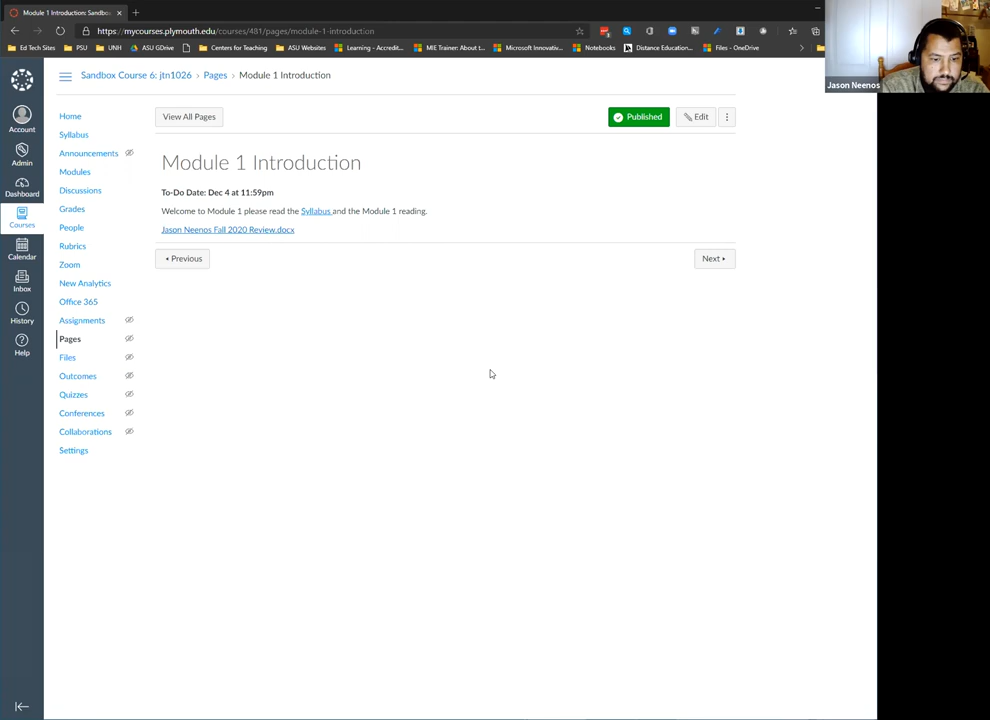 Module 1 Introduction: Sandbox
https://mycourses.plymouth.edu/courses/481/pages/module-1-introduction
Ed Tech Sites PSU UNH ASU GDrive Centers for Teaching ASU Websites Learning - Accredit... MIE Trainer: About t... Microsoft Innovativ... Notebooks Distance Education... Files - OneDrive
Jason Neenos
Sandbox Course 6: jtn1026 › Pages › Module 1 Introduction
Account
Admin
Dashboard
Courses
Calendar
Inbox
History
Help
Home
Syllabus
Announcements
Modules
Discussions
Grades
People
Rubrics
Zoom
New Analytics
Office 365
Assignments
Pages
Files
Outcomes
Quizzes
Conferences
Collaborations
Settings
View All Pages
Published
Edit
Module 1 Introduction
To-Do Date: Dec 4 at 11:59pm
Welcome to Module 1 please read the Syllabus and the Module 1 reading.
Jason Neenos Fall 2020 Review.docx
Previous
Next